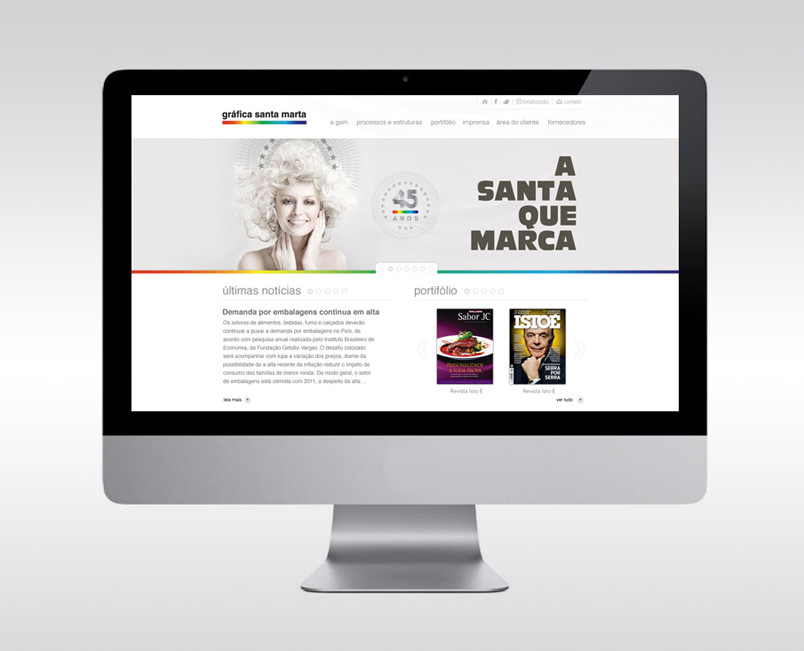 localização
contato
gráfica santa marta
a gsm processos e estruturas portifólio imprensa área do cliente fornecedores
A
SANTA
QUE
MARCA
45
ANOS
últimas notícias
portifólio
Demanda por embalagens continua em alta
Os setores de alimentos, bebidas, fumo e calçados deverão
continuar a puxar a demanda por embalagens no País, de
acordo com pesquisa anual realizada pelo Instituto Brasileiro de
Economia, da Fundação Getúlio Vargas. O desafio colocado
será acompanhar com lupa a variação dos preços, diante da
possibilidade de a alta recente da inflação reduzir o ímpeto de
consumo das famílias de menor renda. De modo geral, o setor
de embalagens está otimista com 2011, a despeito da alta ...
leia mais
Sabor JC
PERSONALIDADE
A TODA PROVA
Revista Isto É
ISTOÉ
SERRA
POR
SERRA
Revista Isto É
ver tudo